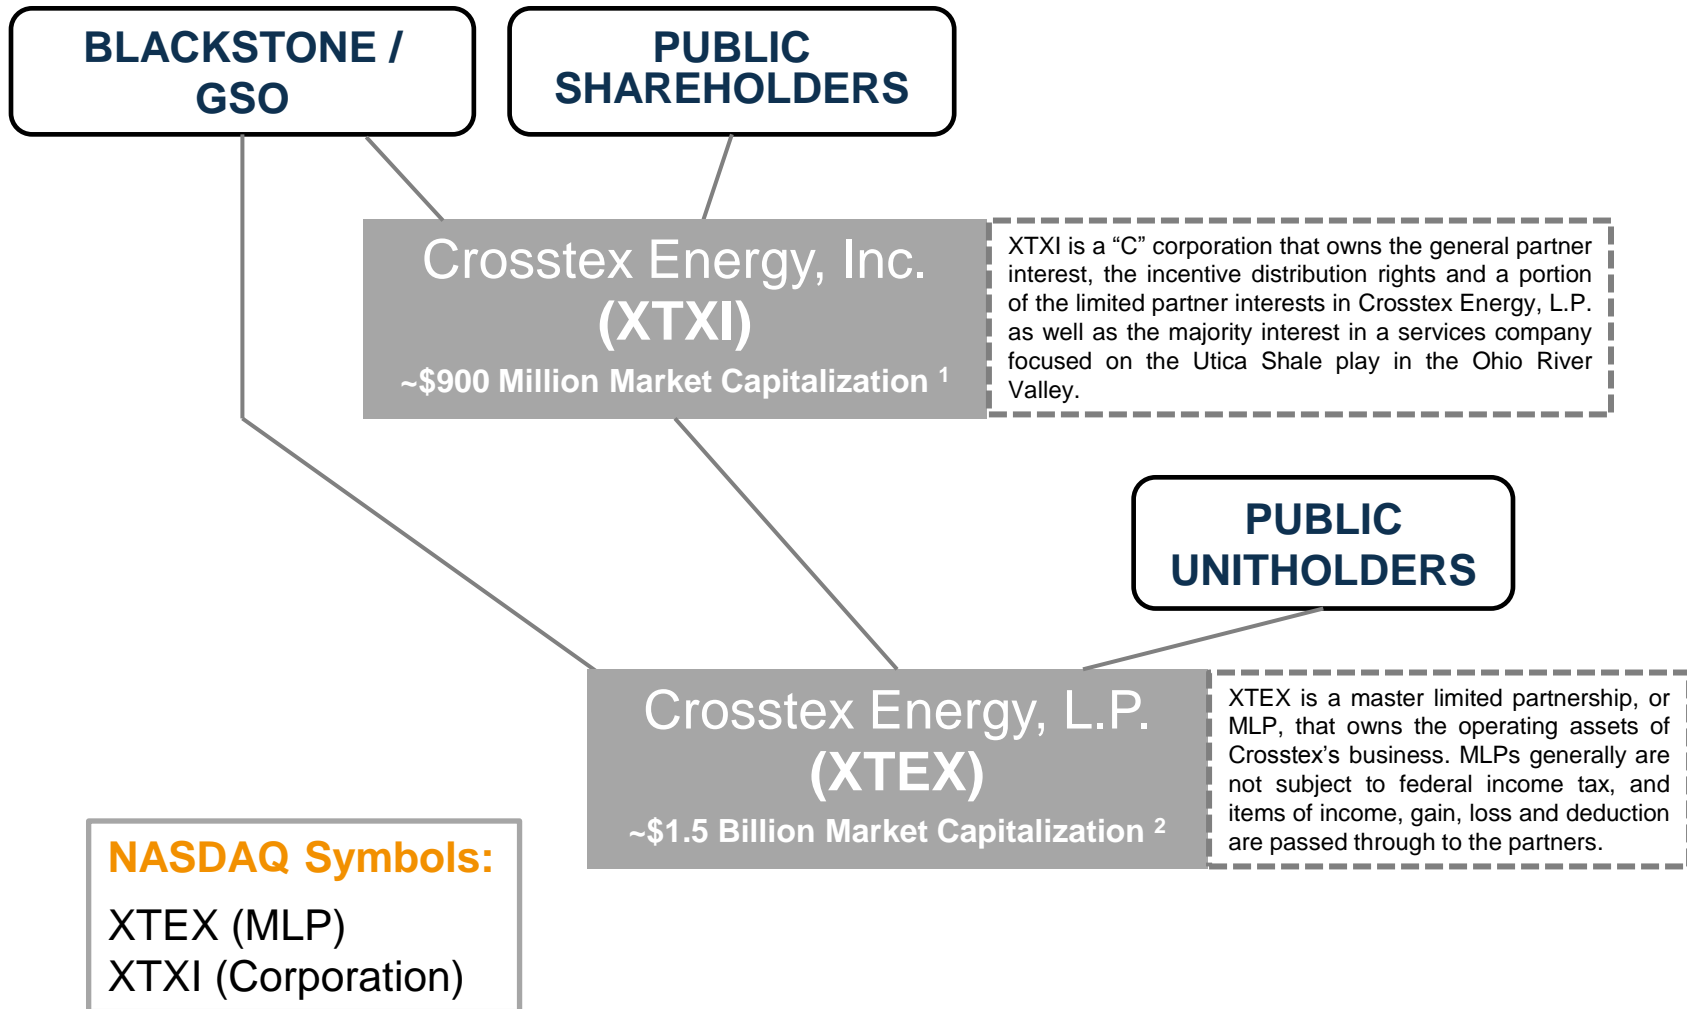 BLACKSTONE /
GSO
PUBLIC
SHAREHOLDERS
Crosstex Energy, Inc.
(XTXI)
~$900 Million Market Capitalization 1
XTXI is a “C” corporation that owns the general partner
interest, the incentive distribution rights and a portion
of the limited partner interests in Crosstex Energy, L.P.
as well as the majority interest in a services company
focused on the Utica Shale play in the Ohio River
Valley.
PUBLIC
UNITHOLDERS
Crosstex Energy, L.P.
(XTEX)
~$1.5 Billion Market Capitalization 2
XTEX is a master limited partnership, or
MLP, that owns the operating assets of
Crosstex’s business. MLPs generally are
not subject to federal income tax, and
items of income, gain, loss and deduction
are passed through to the partners.
NASDAQ Symbols:
XTEX (MLP)
XTXI (Corporation)